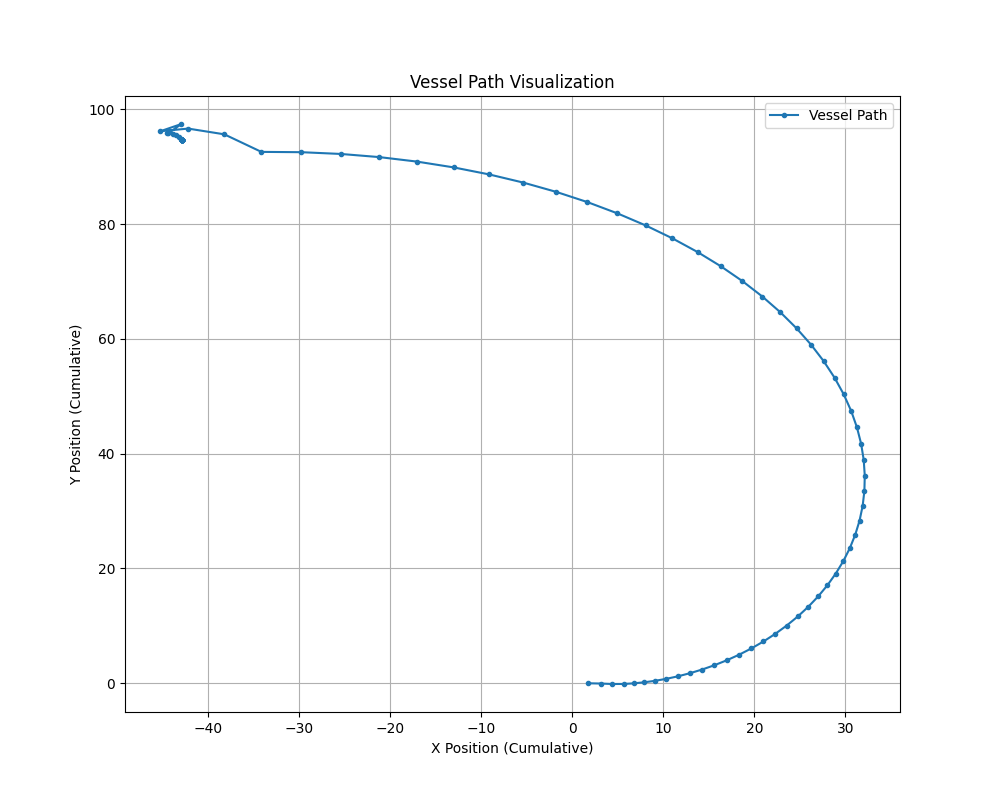 Vessel Path Visualization
Vessel Path
Y Position (Cumulative)
100
80
60
40
20
0
−40 −30 −20 −10 0 10 20 30
X Position (Cumulative)